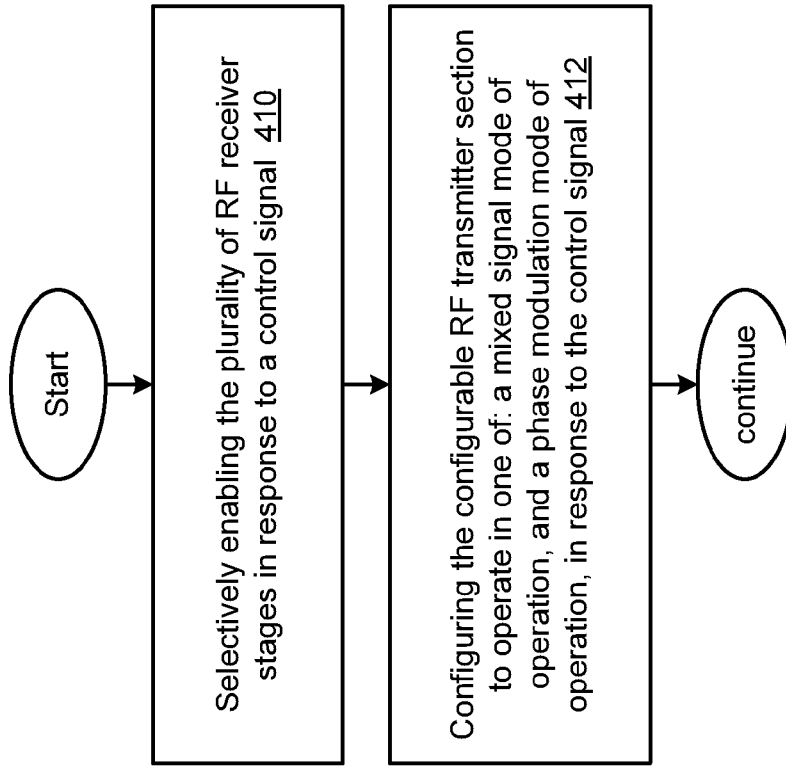 Start
Selectively enabling the plurality of RF receiver
stages in response to a control signal 410
Configuring the configurable RF transmitter section
to operate in one of: a mixed signal mode of
operation, and a phase modulation mode of
operation, in response to the control signal 412
continue